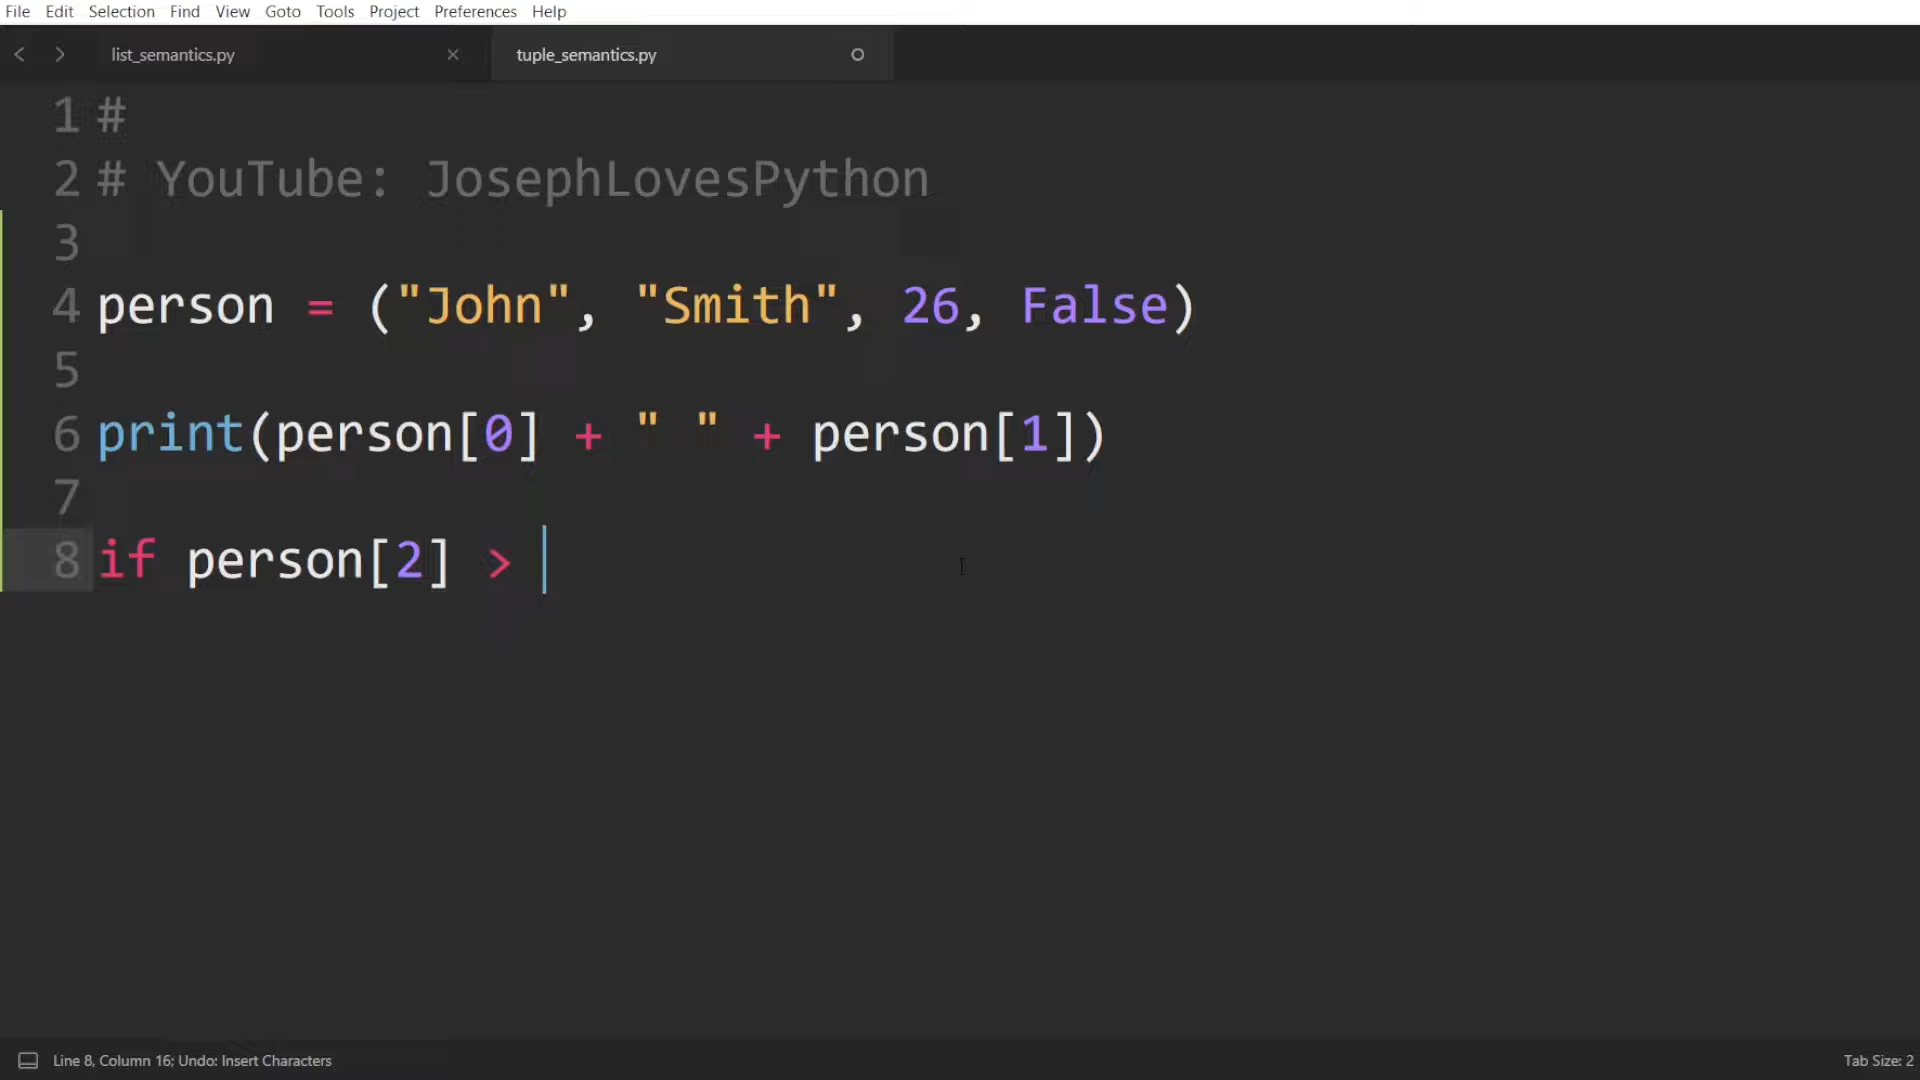 File Edit Selection Find View Goto Tools Project Preferences Help
list_semantics.py tuple_semantics.py
1 #
2 # YouTube: JosephLovesPython
3
4 person = ("John", "Smith", 26, False)
5
6 print(person[0] + " " + person[1])
7
8 if person[2] >
Line 8, Column 16; Undo: Insert Characters Tab Size: 2